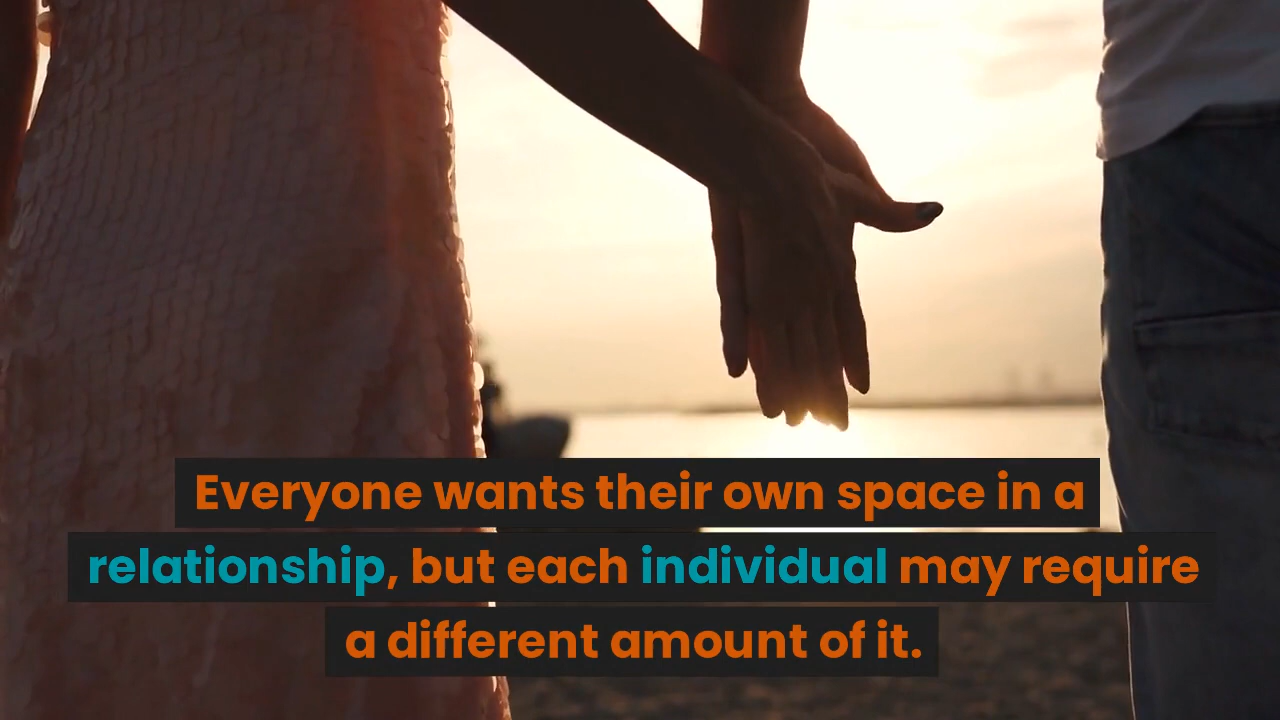 Everyone wants their own space in a
relationship, but each individual may require
a different amount of it.